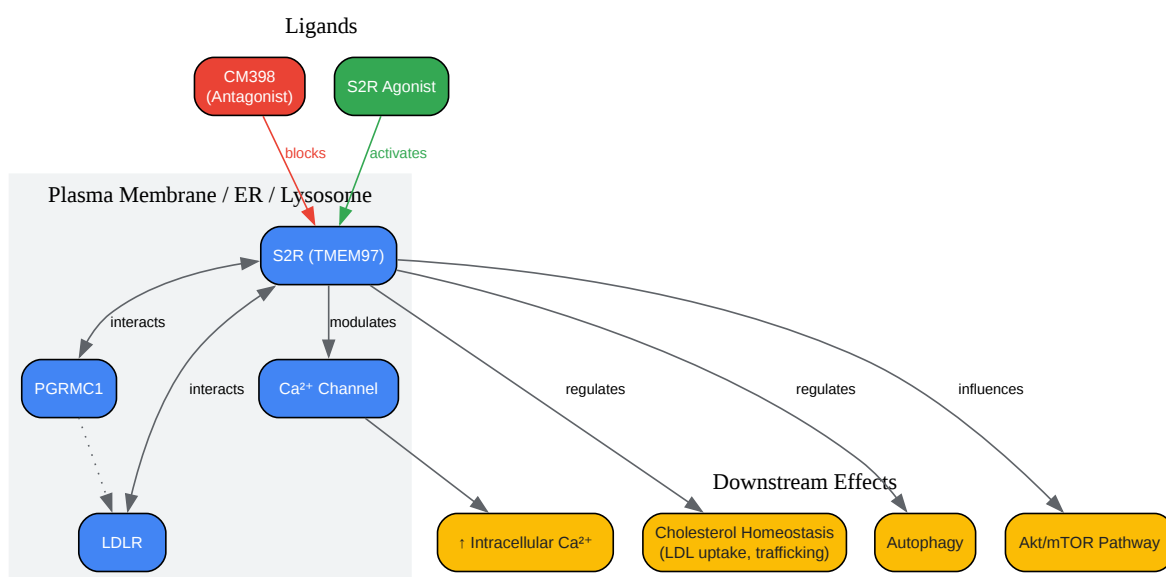 Ligands
CM398
(Antagonist)
S2R Agonist
blocks
activates
Plasma Membrane / ER / Lysosome
S2R (TMEM97)
interacts
modulates
PGRMC1
interacts
Ca²⁺ Channel
regulates
regulates
influences
Downstream Effects
LDLR
↑ Intracellular Ca²⁺
Cholesterol Homeostasis
(LDL uptake, trafficking)
Autophagy
Akt/mTOR Pathway